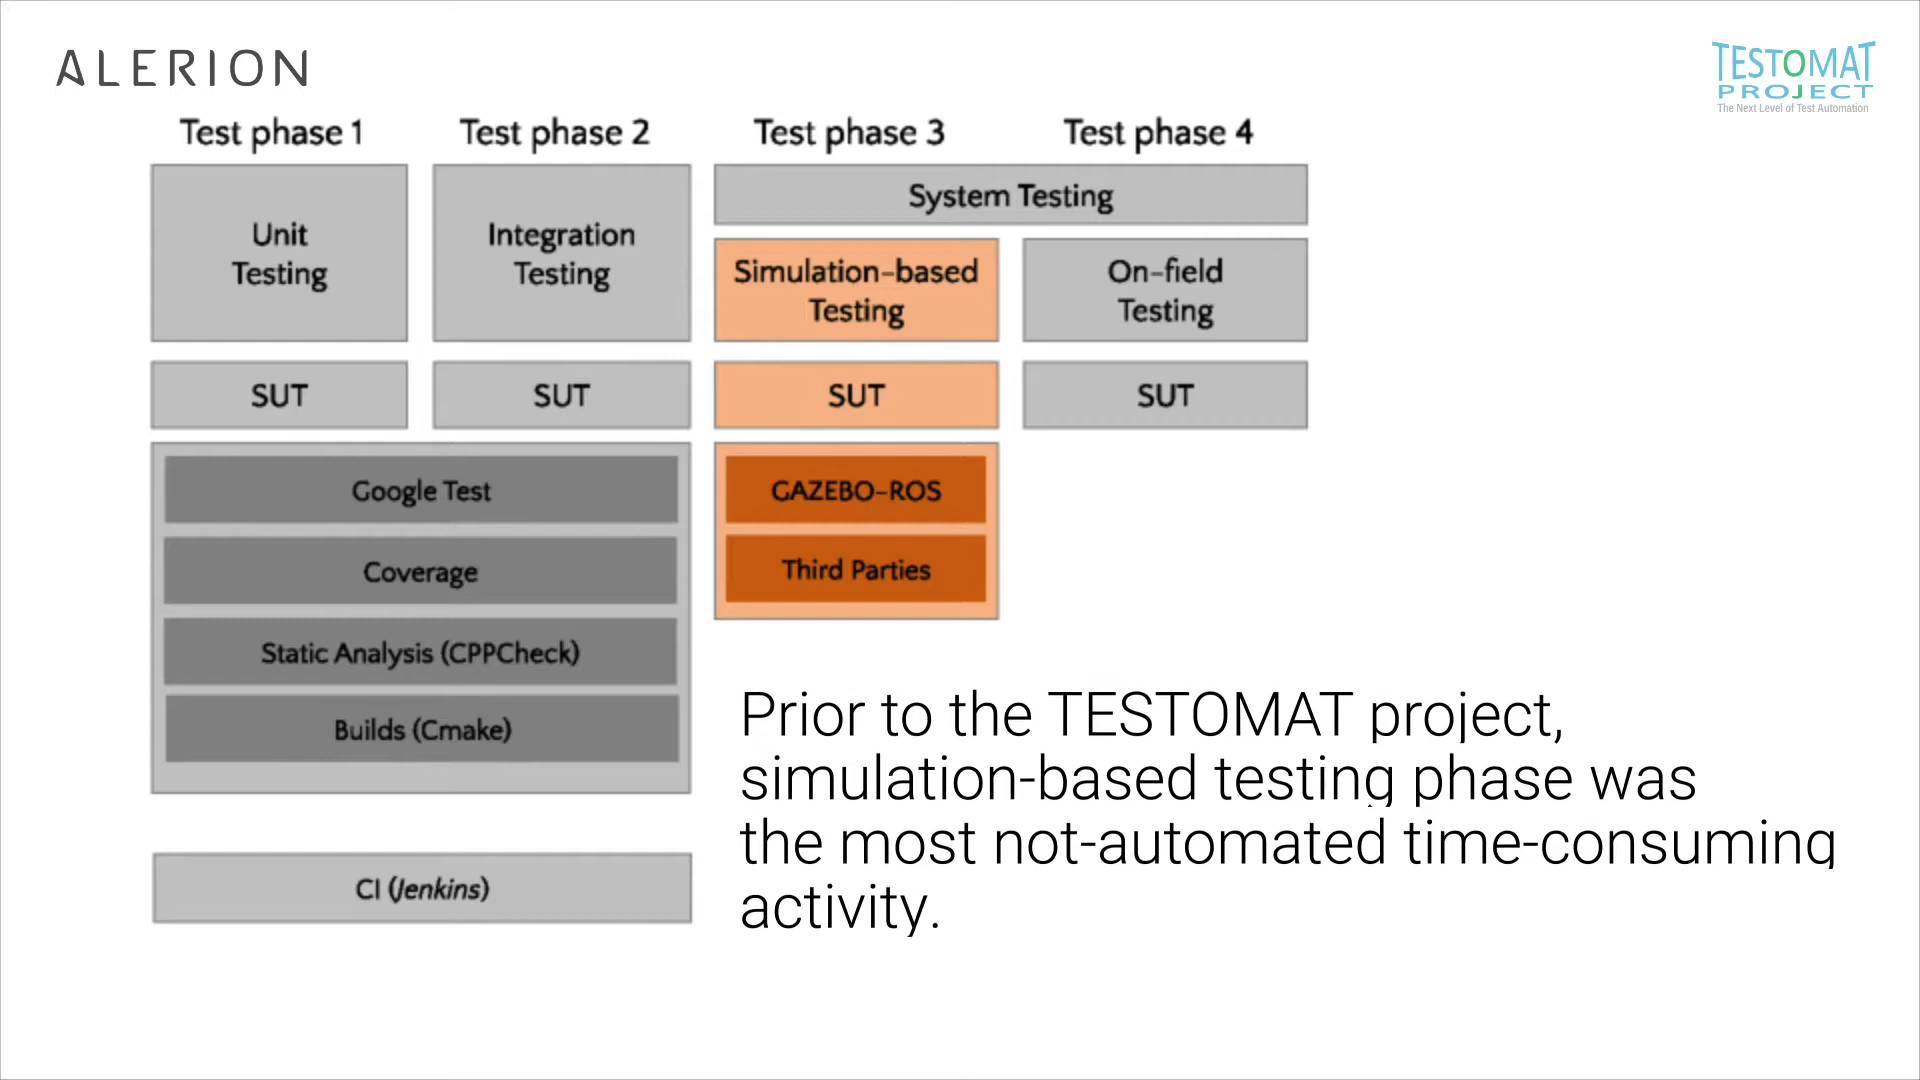 ALERION
TESTOMAT
PROJECT
The Next Level of Test Automation
Test phase 1
Test phase 2
Test phase 3
Test phase 4
Unit
Testing
Integration
Testing
System Testing
Simulation-based
Testing
On-field
Testing
SUT
SUT
SUT
SUT
Google Test
Coverage
Static Analysis (CPPCheck)
Builds (Cmake)
GAZEBO-ROS
Third Parties
CI (Jenkins)
Prior to the TESTOMAT project,
simulation-based testing phase was
the most not-automated time-consuming
activity.